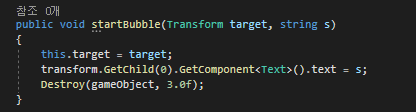 참조 0개
public void startBubble(Transform target, string s)
{
this.target = target;
transform.GetChild(0).GetComponent<Text>().text = s;
Destroy(gameObject, 3.0f);
}